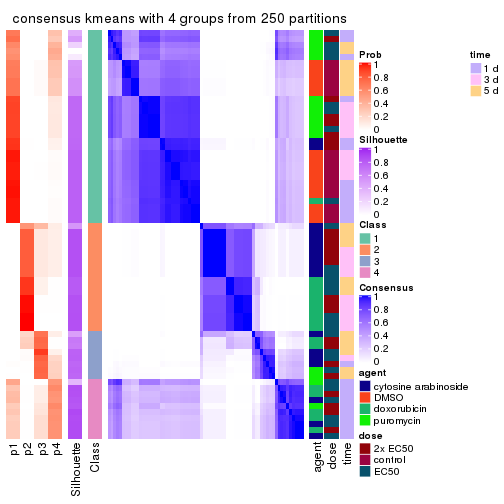 consensus kmeans with 4 groups from 250 partitions
Prob
1
0.8
0.6
0.4
0.2
0
time
1 d
3 d
5 d
Silhouette
1
0.8
0.6
0.4
0.2
0
Class
1
2
3
4
Consensus
1
0.8
0.6
0.4
0.2
0
agent
cytosine arabinoside
DMSO
doxorubicin
puromycin
dose
2x EC50
control
EC50
p1
p2
p3
p4
Silhouette
Class
agent
dose
time